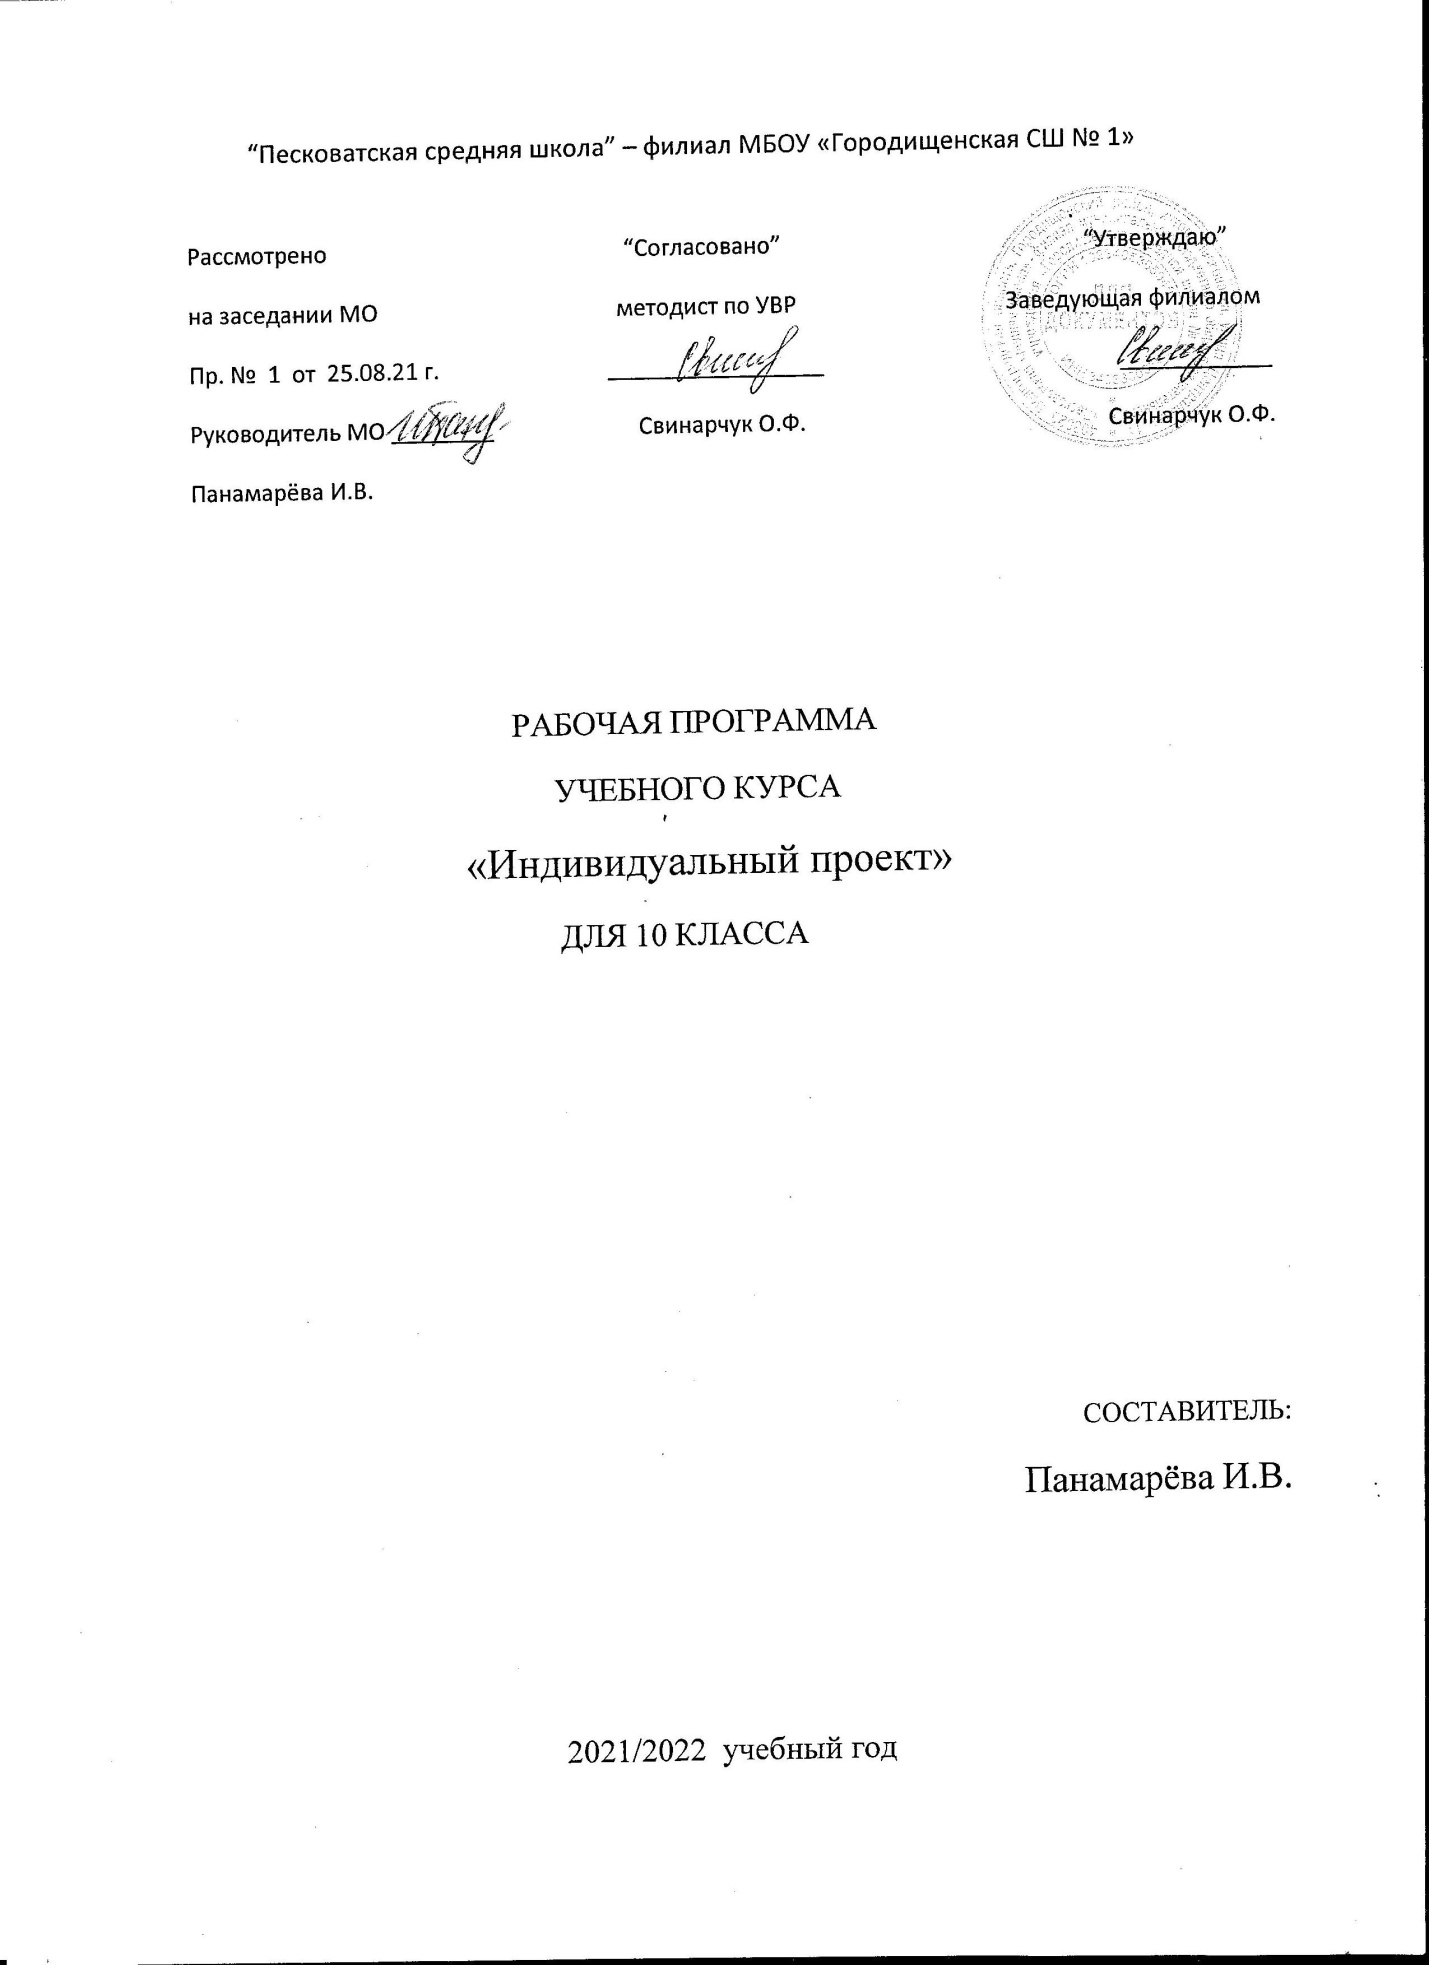 “Песковатская средняя школа” – филиал МБОУ «Городищенская СШ № 1»
Рассмотрено
на заседании МО
Пр. № 1 от 25.08.21 г.
Руководитель МО
Панамарёва И.В.
“Согласовано”
методист по УВР
Свинарчук О.Ф.
“Утверждаю”
Заведующая филиалом
ДОКУМЕНТОВ
Свинарчук О.Ф.
РАБОЧАЯ ПРОГРАММА
УЧЕБНОГО КУРСА
«Индивидуальный проект»
ДЛЯ 10 КЛАССА
СОСТАВИТЕЛЬ:
Панамарёва И.В.
2021/2022 учебный год